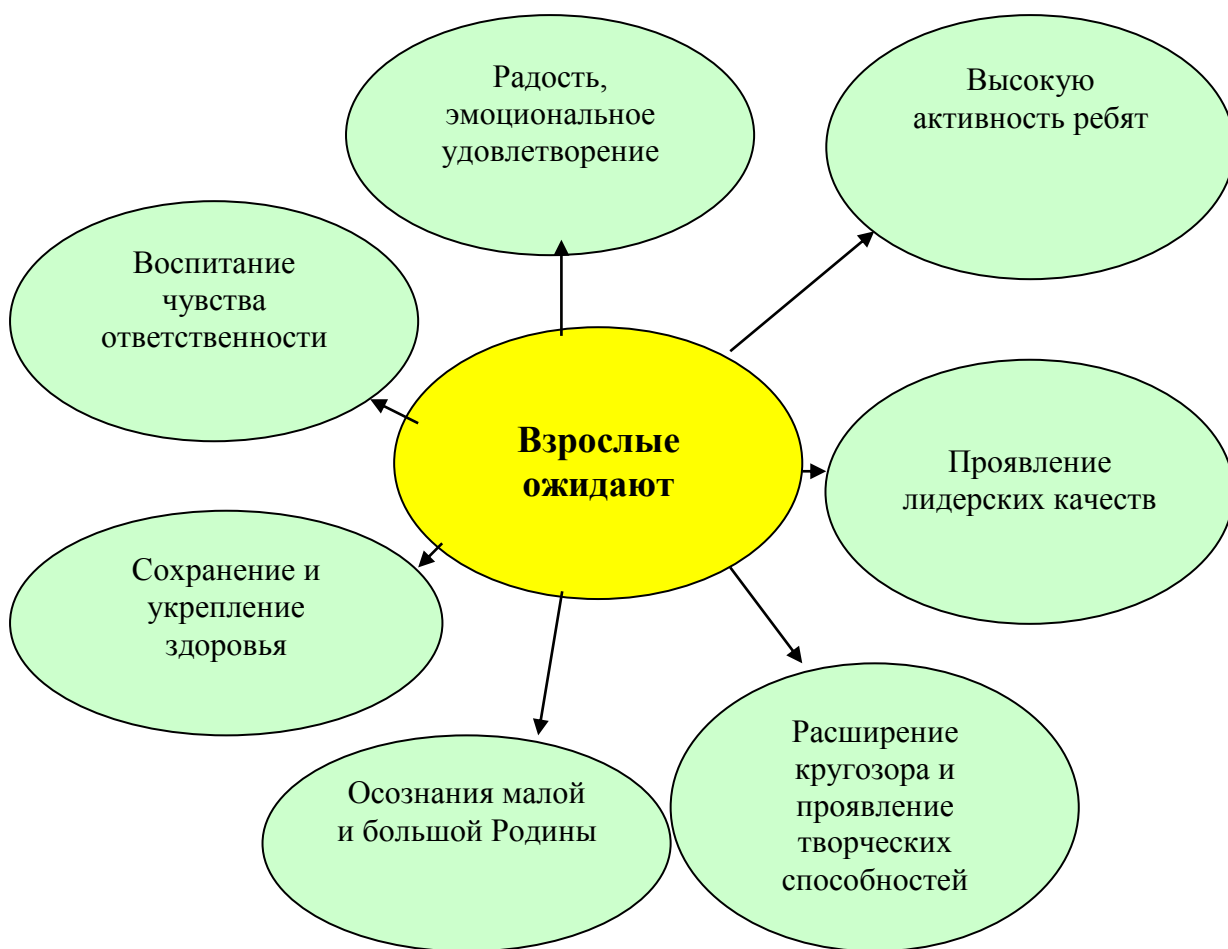 Радость,
эмоциональное
удовлетворение
Высокую
активность ребят
Воспитание
чувства
ответственности
Взрослые
ожидают
Проявление
лидерских качеств
Сохранение и
укрепление
здоровья
Осознания малой
и большой Родины
Расширение
кругозора и
проявление
творческих
способностей